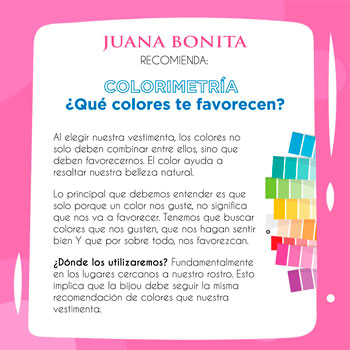 JUANA BONITA
RECOMIENDA:
COLORIMETRÍA
¿Qué colores te favorecen?
Al elegir nuestra vestimenta, los colores no
solo deben combinar entre ellos, sino que
deben favorecernos. El color ayuda a
resaltar nuestra belleza natural.
Lo principal que debemos entender es que
solo porque un color nos guste, no significa
que nos va a favorecer. Tenemos que buscar
colores que nos gusten, que nos hagan sentir
bien Y que por sobre todo, nos favorezcan.
¿Dónde los utilizaremos? Fundamentalmente
en los lugares cercanos a nuestro rostro. Esto
implica que la bijou debe seguir la misma
recomendación de colores que nuestra
vestimenta.